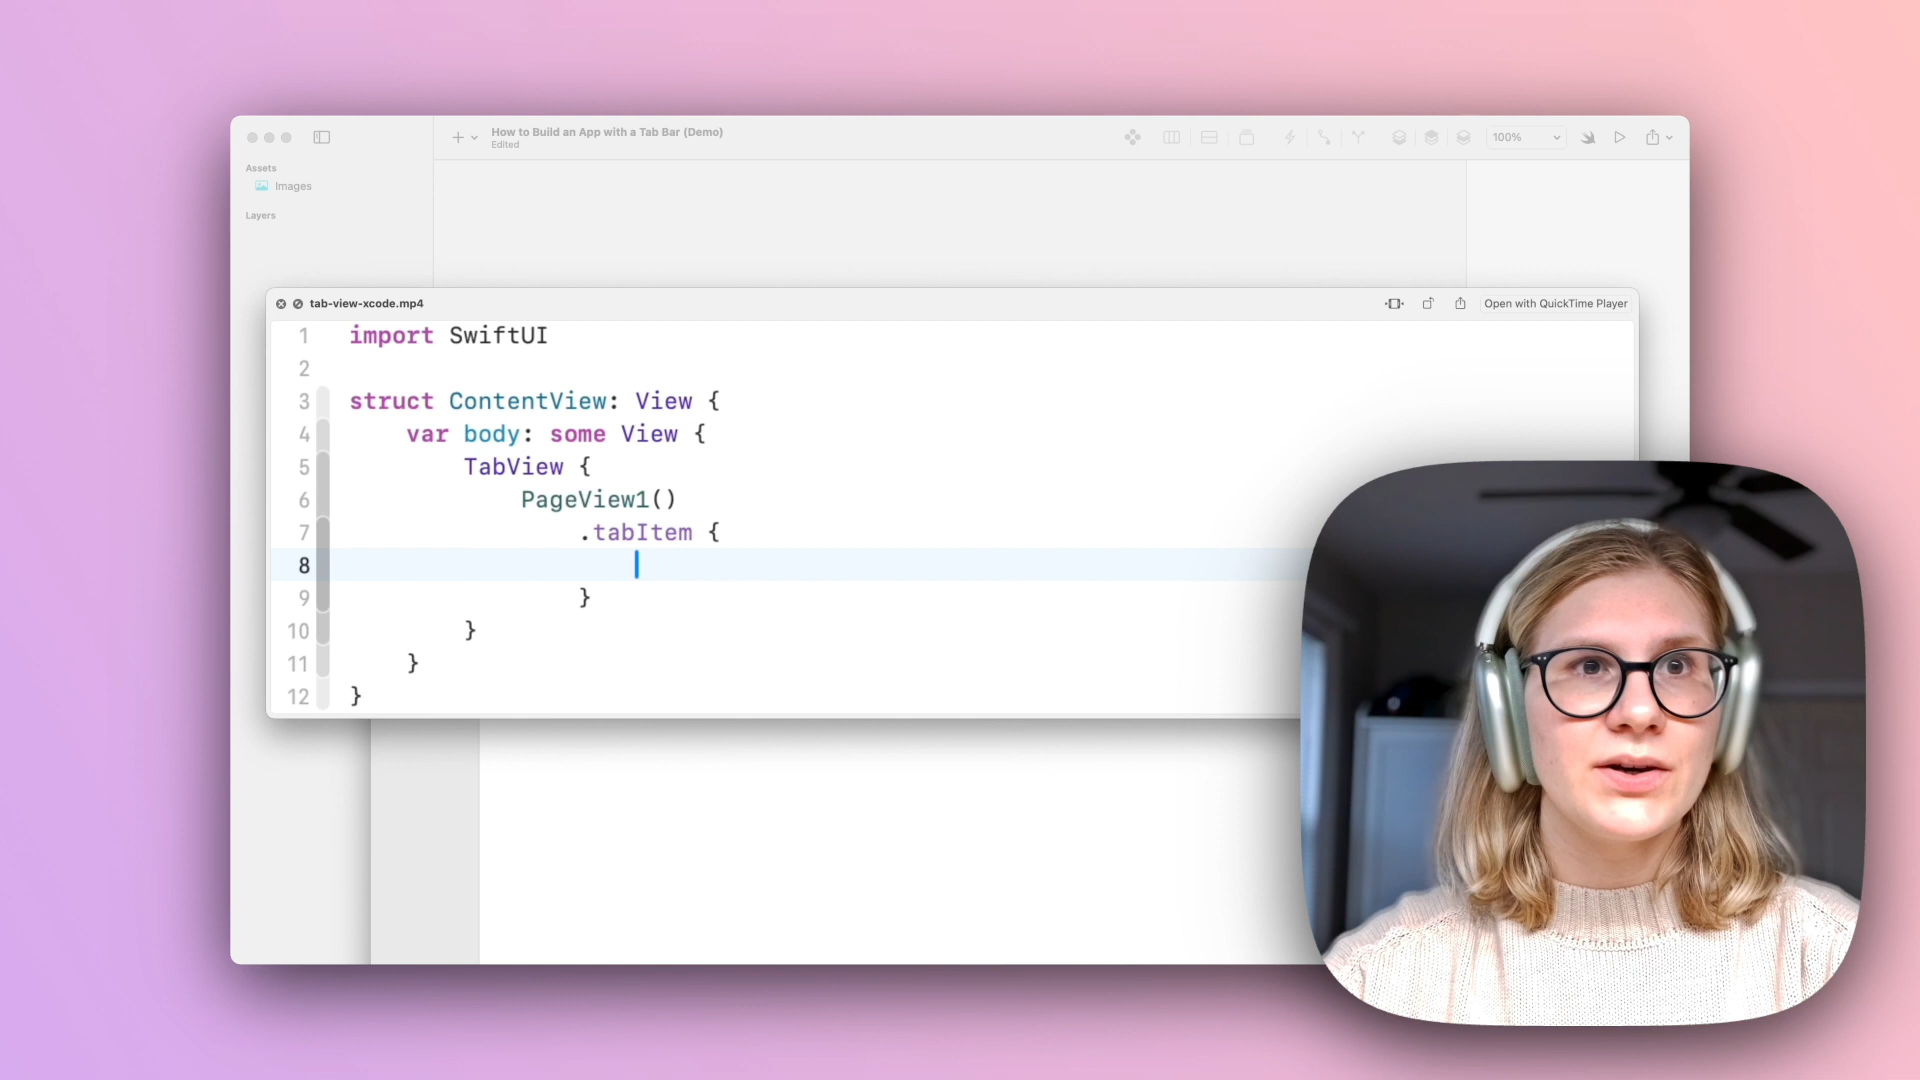 How to Build an App with a Tab Bar (Demo)
Edited
100%
Assets
Images
Layers
tab-view-xcode.mp4
Open with QuickTime Player
1 import SwiftUI
2
3 struct ContentView: View {
4 var body: some View {
5 TabView {
6 PageView1()
7 .tabItem {
8
9 }
10 }
11 }
12 }